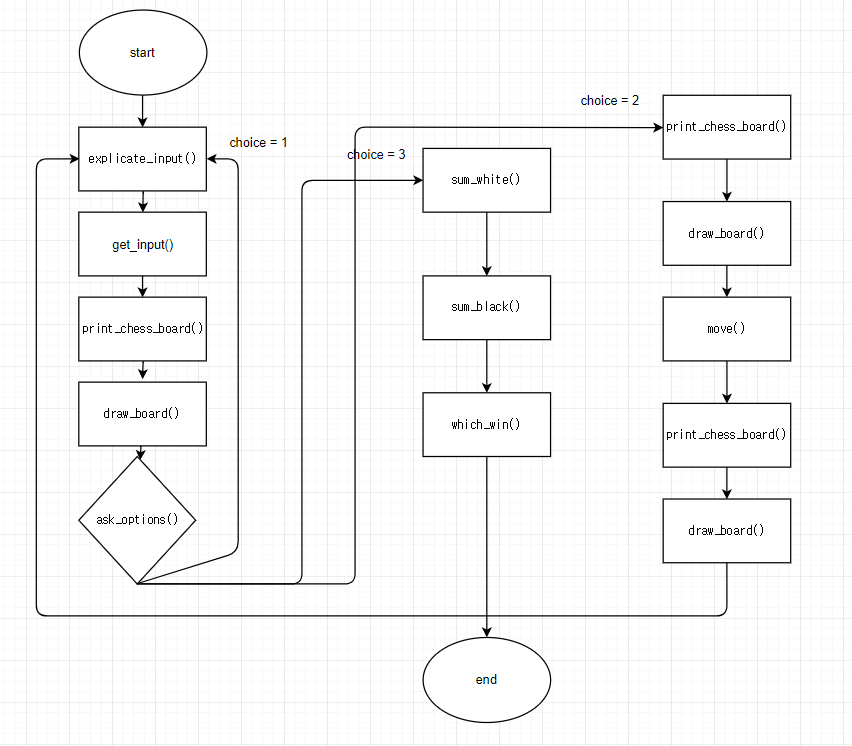 start
explicate_input()
get_input()
print_chess_board()
draw_board()
ask_options()
choice = 1
choice = 3
sum_white()
sum_black()
which_win()
end
choice = 2
print_chess_board()
draw_board()
move()
print_chess_board()
draw_board()